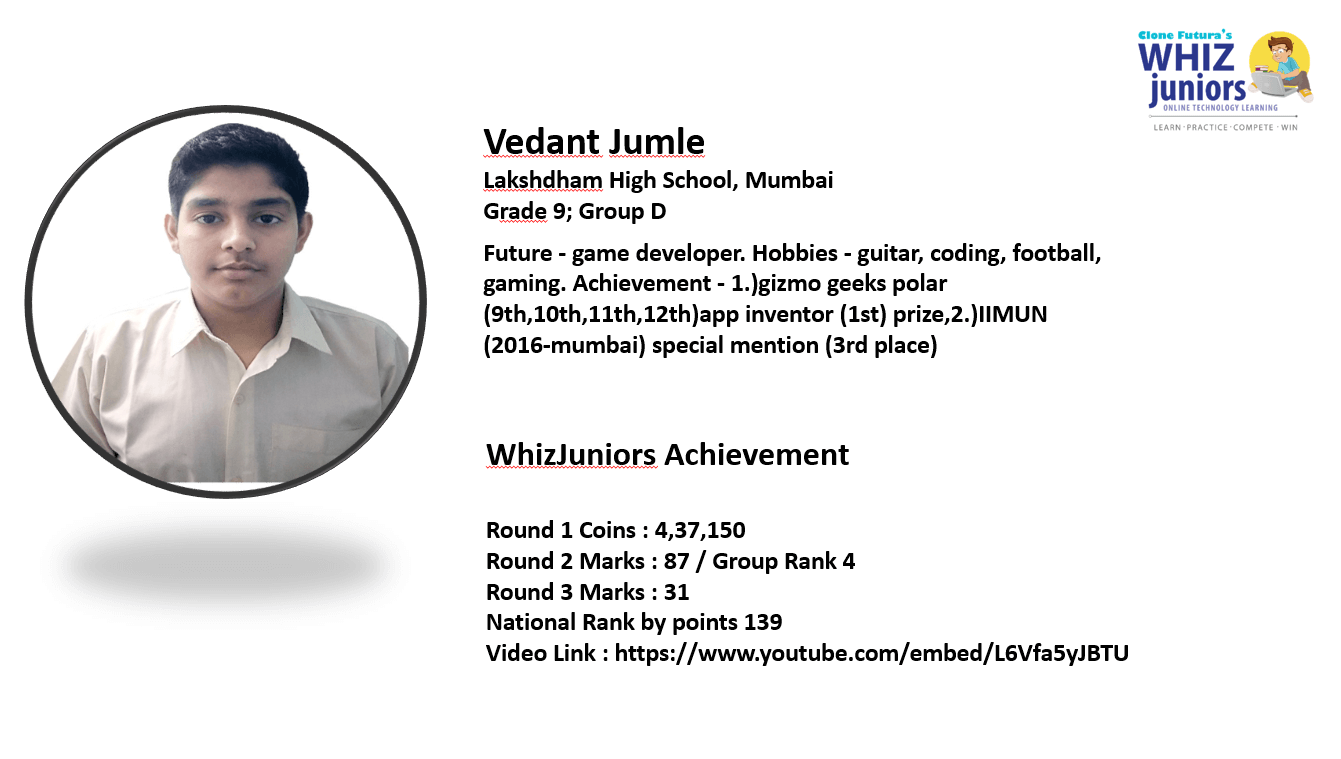 Clone Futura's
WHIZ
juniors
ONLINE TECHNOLOGY LEARNING
LEARN · PRACTICE · COMPETE · WIN
Vedant Jumle
Lakshdham High School, Mumbai
Grade 9; Group D
Future - game developer. Hobbies - guitar, coding, football,
gaming. Achievement - 1.)gizmo geeks polar
(9th,10th,11th,12th)app inventor (1st) prize,2.)IIMUN
(2016-mumbai) special mention (3rd place)
WhizJuniors Achievement
Round 1 Coins : 4,37,150
Round 2 Marks : 87 / Group Rank 4
Round 3 Marks : 31
National Rank by points 139
Video Link : https://www.youtube.com/embed/L6Vfa5yJBTU